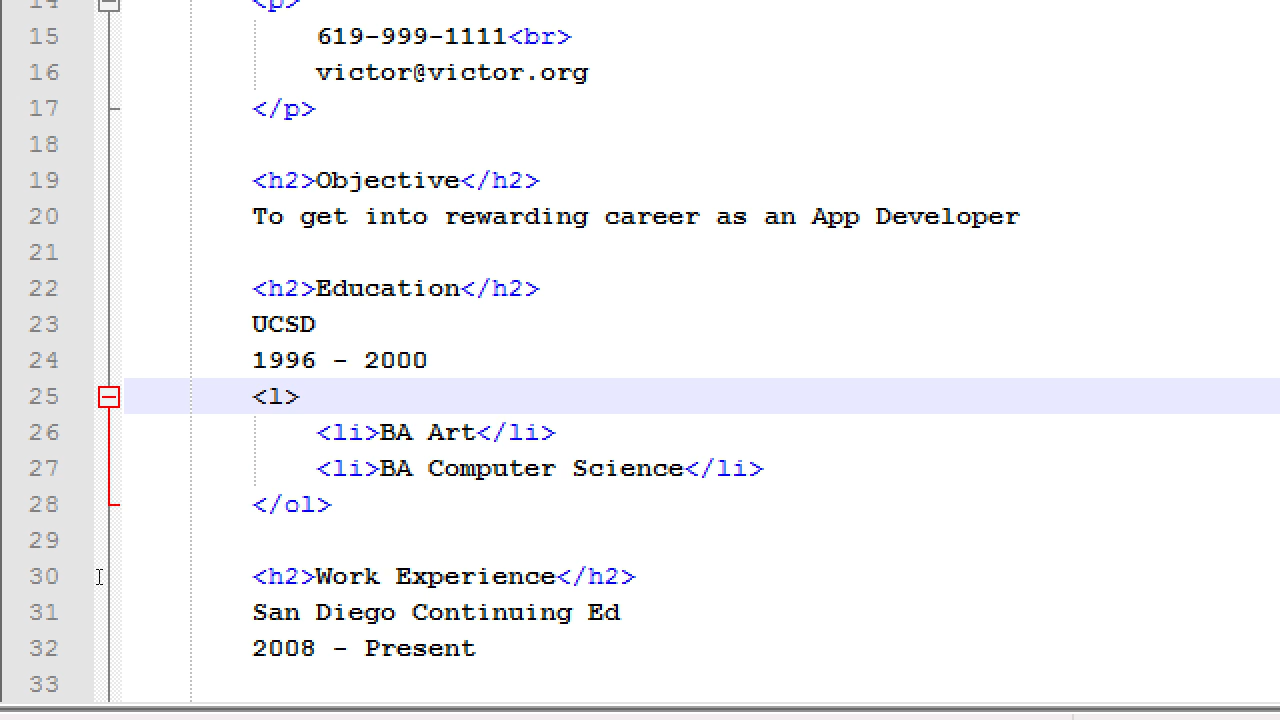 14 <p>
15 619-999-1111<br>
16 victor@victor.org
17 </p>
18
19 <h2>Objective</h2>
20 To get into rewarding career as an App Developer
21
22 <h2>Education</h2>
23 UCSD
24 1996 - 2000
25 <l>
26 <li>BA Art</li>
27 <li>BA Computer Science</li>
28 </ol>
29
30 <h2>Work Experience</h2>
31 San Diego Continuing Ed
32 2008 - Present
33